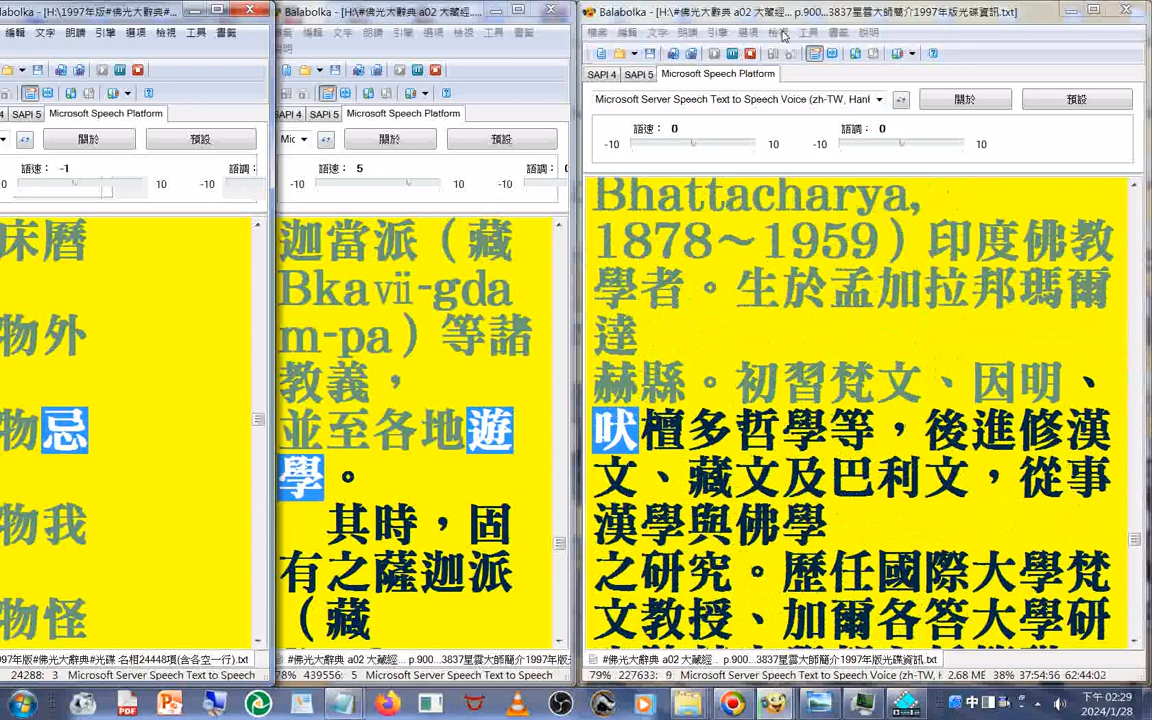 Balabolka - [H:\1997年版#佛光大辭典#...
編輯 文字 朗讀 引擎 選項 檢視 工具 書籤
SAPI 5 Microsoft Speech Platform
關於 預設
語速： -1 語調：
0 10 -10
床曆
物外
物忌
物我
物怪
997年版#佛光大辭典#光碟 名相24448項(含各空一行).txt
24288: 3 Microsoft Speech Platform
Balabolka - [H:\#佛光大辭典 a02 大藏經...
檔案 編輯 文字 朗讀 引擎 選項 檢視 工具 書籤
說明
API 4 SAPI 5 Microsoft Speech Platform
Mic 關於 預設
語速： 5 語調： 0
-10 10 -10
迦當派（藏
Bkaⅶ-gda
m-pa）等諸
教義，
並至各地遊
學。
其時，固
有之薩迦派
（藏
#佛光大辭典 a02 大藏經... p.900...3837星雲大師簡介1997年版光
78% 439556: 5 Microsoft Speech Platform
Balabolka - [H:\#佛光大辭典 a02 大藏經... p.900...3837星雲大師簡介1997年版光碟資訊.txt]
檔案 編輯 文字 朗讀 引擎 選項 檢視 工具 書籤 說明
SAPI 4 SAPI 5 Microsoft Speech Platform
Microsoft Server Speech Text to Speech Voice (zh-TW, Hanl 關於 預設
語速： 0 語調： 0
-10 10 -10 10
Bhattacharya,
1878～1959）印度佛教
學者。生於孟加拉邦瑪爾
達
赫縣。初習梵文、因明、
吠檀多哲學等，後進修漢
文、藏文及巴利文，從事
漢學與佛學
之研究。歷任國際大學梵
文教授、加爾各答大學研
#佛光大辭典 a02 大藏經... p.900...3837星雲大師簡介1997年版光碟資訊.txt
79% 227633: 9 Microsoft Speech Platform Microsoft Server Speech Text to Speech Voice (zh-TW, H 2.68 MB 38% 37:54:56 62:44:02
PDF
中
下午 02:29
2024/1/28